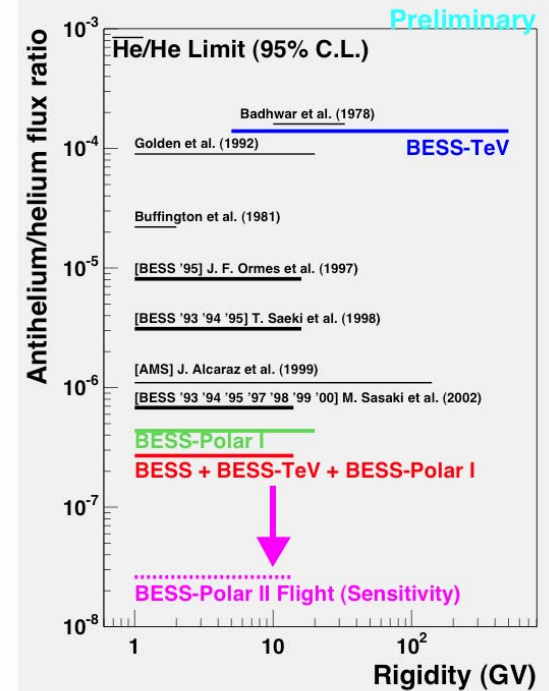 Preliminary
10⁻³
He/He Limit (95% C.L.)
Badhwar et al. (1978)
BESS-TeV
10⁻⁴
Golden et al. (1992)
Buffington et al. (1981)
10⁻⁵
[BESS '95] J. F. Ormes et al. (1997)
[BESS '93 '94 '95] T. Saeki et al. (1998)
[AMS] J. Alcaraz et al. (1999)
10⁻⁶
[BESS '93 '94 '95 '97 '98 '99 '00] M. Sasaki et al. (2002)
BESS-Polar I
BESS + BESS-TeV + BESS-Polar I
10⁻⁷
BESS-Polar II Flight (Sensitivity)
10⁻⁸
1 10 10²
Rigidity (GV)
Antihelium/helium flux ratio